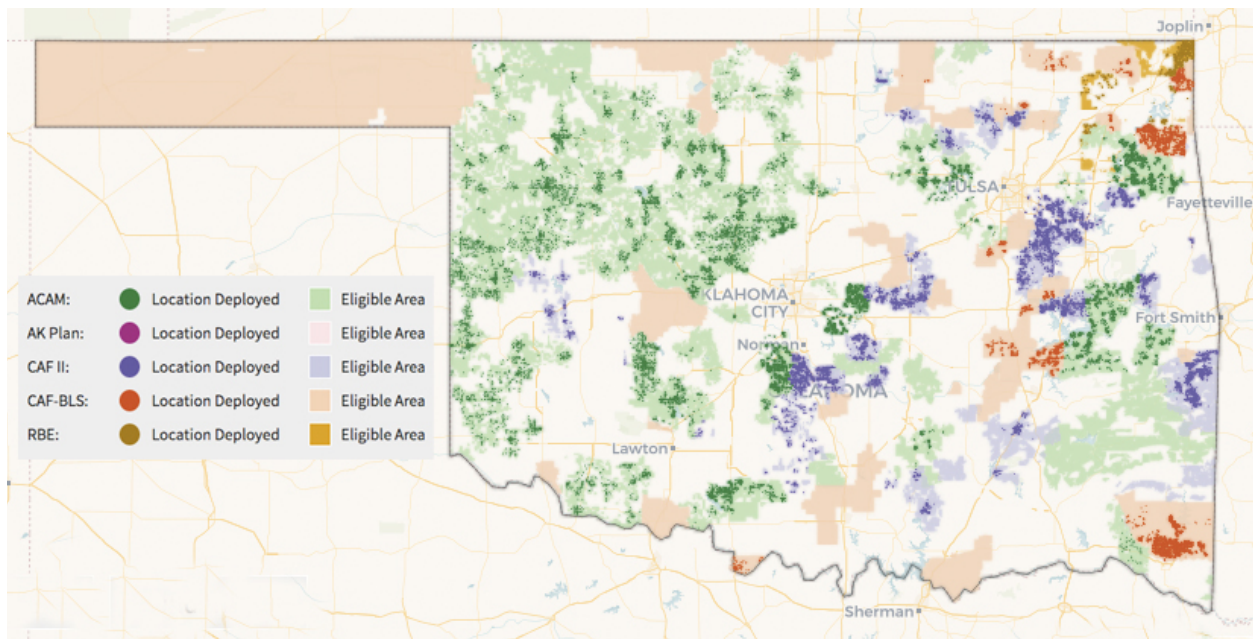 Joplin
TULSA
Fayetteville
KLAHOMA
CITY
Fort Smith
Norman
OKLAHOMA
Lawton
Sherman
ACAM: Location Deployed Eligible Area
AK Plan: Location Deployed Eligible Area
CAF II: Location Deployed Eligible Area
CAF-BLS: Location Deployed Eligible Area
RBE: Location Deployed Eligible Area